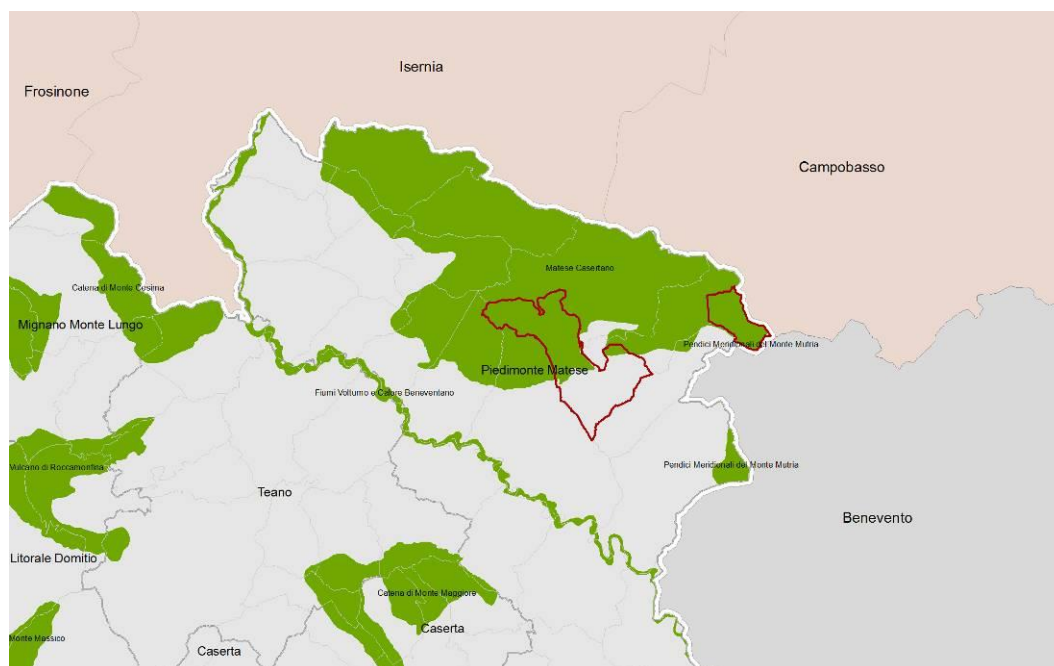 Isernia
Frosinone
Campobasso
Matese Casertano
Catena di Monte Cesima
Mignano Monte Lungo
Pendici Meridionali del Monte Mutria
Piedimonte Matese
Fiumi Volturno e Calore Beneventano
Vulcano di Roccamonfina
Pendici Meridionali del Monte Mutria
Teano
Benevento
Litorale Domitio
Catena di Monte Maggiore
Caserta
Monte Massico
Caserta